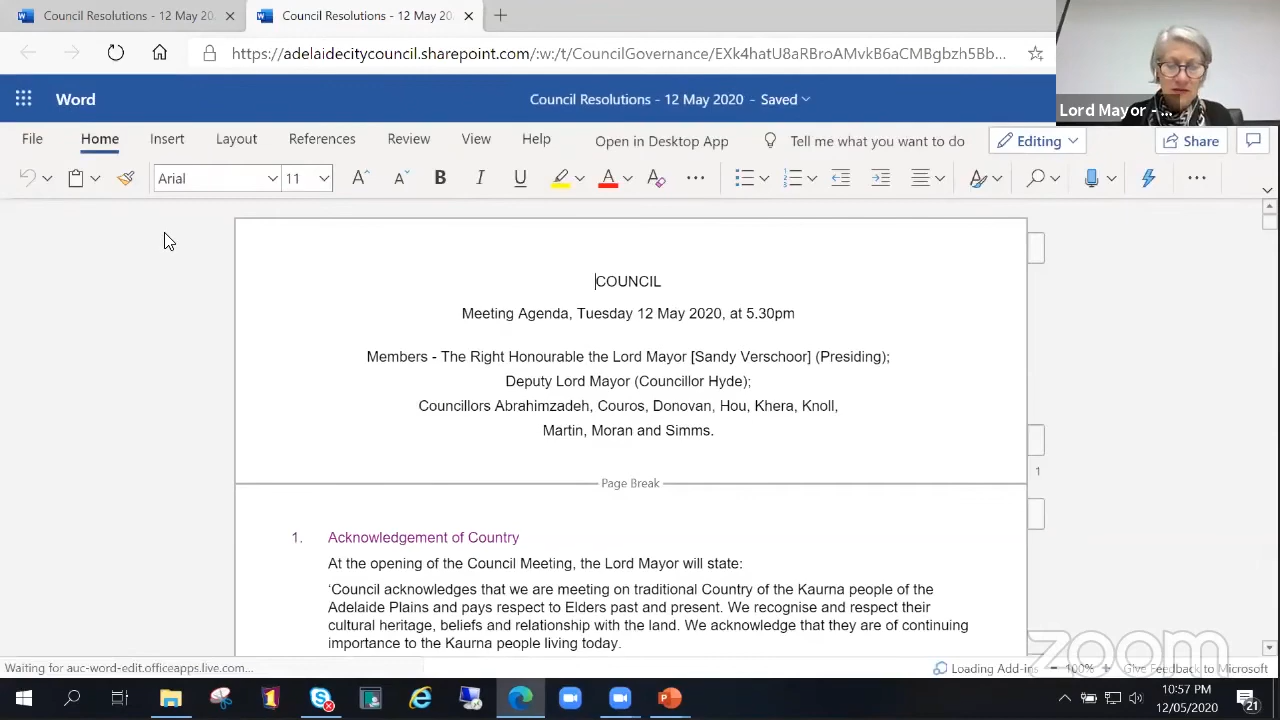 Council Resolutions - 12 May 2020.
Council Resolutions - 12 May 202
https://adelaidecitycouncil.sharepoint.com/:w:/t/CouncilGovernance/EXk4hatU8aRBroAMvkB6aCMBgbzh5Bb...
Word
Council Resolutions - 12 May 2020 - Saved
Lord Mayor - ...
File Home Insert Layout References Review View Help Open in Desktop App Tell me what you want to do Editing Share
Arial 11 A A B I U A A ...
COUNCIL
Meeting Agenda, Tuesday 12 May 2020, at 5.30pm
Members - The Right Honourable the Lord Mayor [Sandy Verschoor] (Presiding);
Deputy Lord Mayor (Councillor Hyde);
Councillors Abrahimzadeh, Couros, Donovan, Hou, Khera, Knoll,
Martin, Moran and Simms.
1
Page Break
1. Acknowledgement of Country
At the opening of the Council Meeting, the Lord Mayor will state:
‘Council acknowledges that we are meeting on traditional Country of the Kaurna people of the
Adelaide Plains and pays respect to Elders past and present. We recognise and respect their
cultural heritage, beliefs and relationship with the land. We acknowledge that they are of continuing
importance to the Kaurna people living today.
zoom
Waiting for auc-word-edit.officeapps.live.com...
Loading Add-ins 100% Give Feedback to Microsoft
10:57 PM
12/05/2020
21